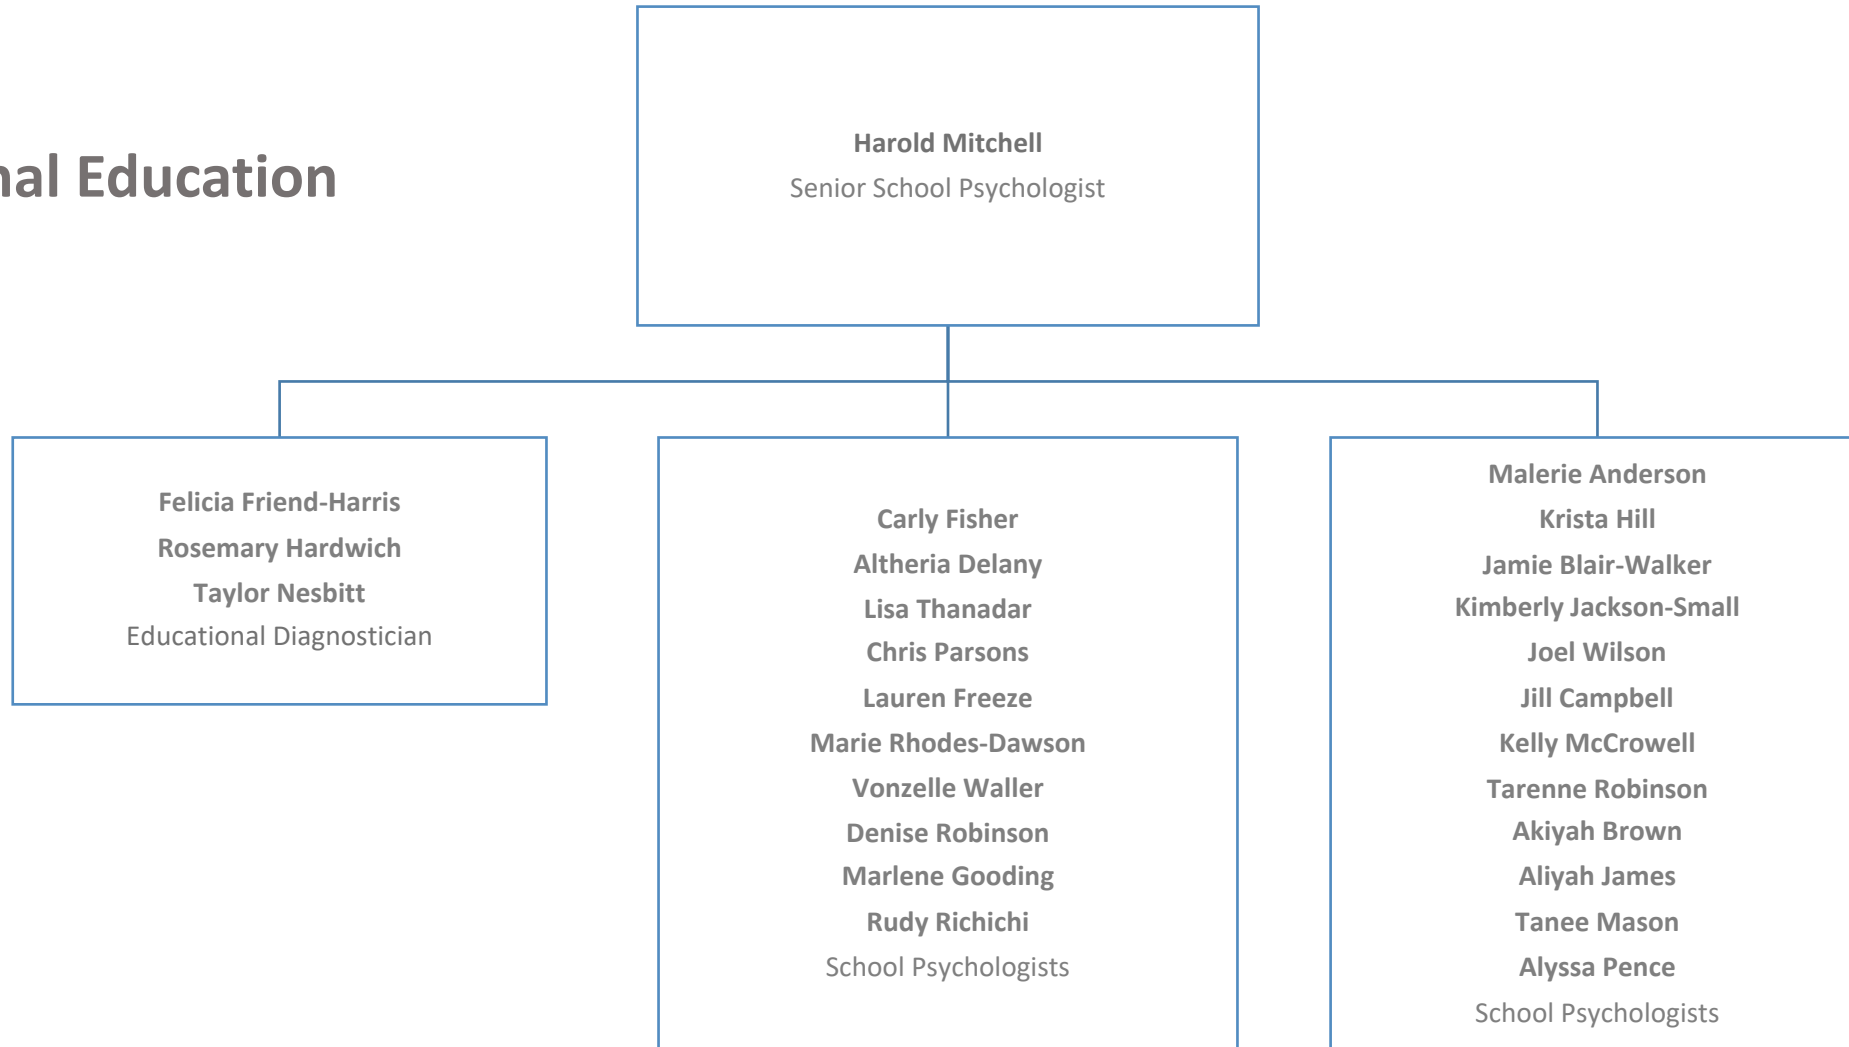 Harold Mitchell
Senior School Psychologist
nal Education
Felicia Friend-Harris
Rosemary Hardwich
Taylor Nesbitt
Educational Diagnostician
Carly Fisher
Altheria Delany
Lisa Thanadar
Chris Parsons
Lauren Freeze
Marie Rhodes-Dawson
Vonzelle Waller
Denise Robinson
Marlene Gooding
Rudy Richichi
School Psychologists
Malerie Anderson
Krista Hill
Jamie Blair-Walker
Kimberly Jackson-Small
Joel Wilson
Jill Campbell
Kelly McCrowell
Tarenne Robinson
Akiyah Brown
Aliyah James
Tanee Mason
Alyssa Pence
School Psychologists